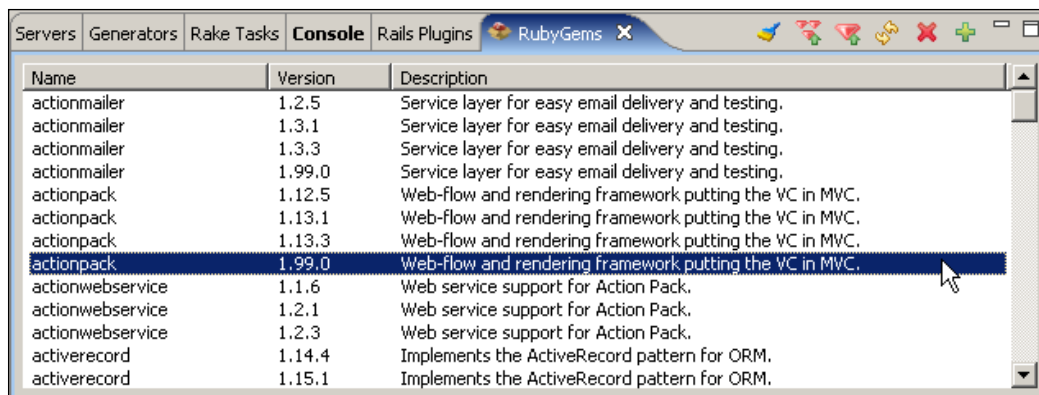 Servers Generators Rake Tasks Console Rails Plugins RubyGems
Name Version Description
actionmailer 1.2.5 Service layer for easy email delivery and testing.
actionmailer 1.3.1 Service layer for easy email delivery and testing.
actionmailer 1.3.3 Service layer for easy email delivery and testing.
actionmailer 1.99.0 Service layer for easy email delivery and testing.
actionpack 1.12.5 Web-flow and rendering framework putting the VC in MVC.
actionpack 1.13.1 Web-flow and rendering framework putting the VC in MVC.
actionpack 1.13.3 Web-flow and rendering framework putting the VC in MVC.
actionpack 1.99.0 Web-flow and rendering framework putting the VC in MVC.
actionwebservice 1.1.6 Web service support for Action Pack.
actionwebservice 1.2.1 Web service support for Action Pack.
actionwebservice 1.2.3 Web service support for Action Pack.
activerecord 1.14.4 Implements the ActiveRecord pattern for ORM.
activerecord 1.15.1 Implements the ActiveRecord pattern for ORM.